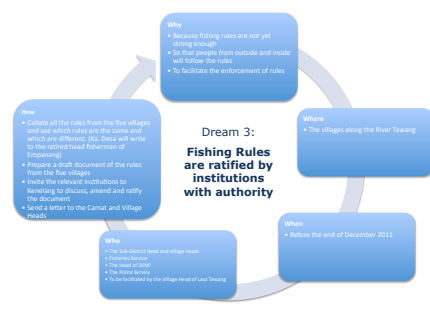 Why
• Because fishing rules are not yet
strong enough
• So that people from outside and inside
will follow the rules
• To facilitate the enforcement of rules
Where
• The villages along the River Tawang
When
• Before the end of December 2011
Who
• The Sub-District Head and village heads
• Fisheries Service
• The Head of
• The Police Service
• To be facilitated by the Village Head of Laut Tawang
How
• Collate all the rules from the five villages
and see which rules are the same and
which are different. (Ka. Desa will write
to the retired head fisherman of
Empanang)
• Prepare a draft document of the rules
from the five villages
• Invite the relevant institutions to
Kenelang to discuss, amend and ratify
the document
• Send a letter to the Camat and Village
Heads
Dream 3:
Fishing Rules
are ratified by
institutions
with authority